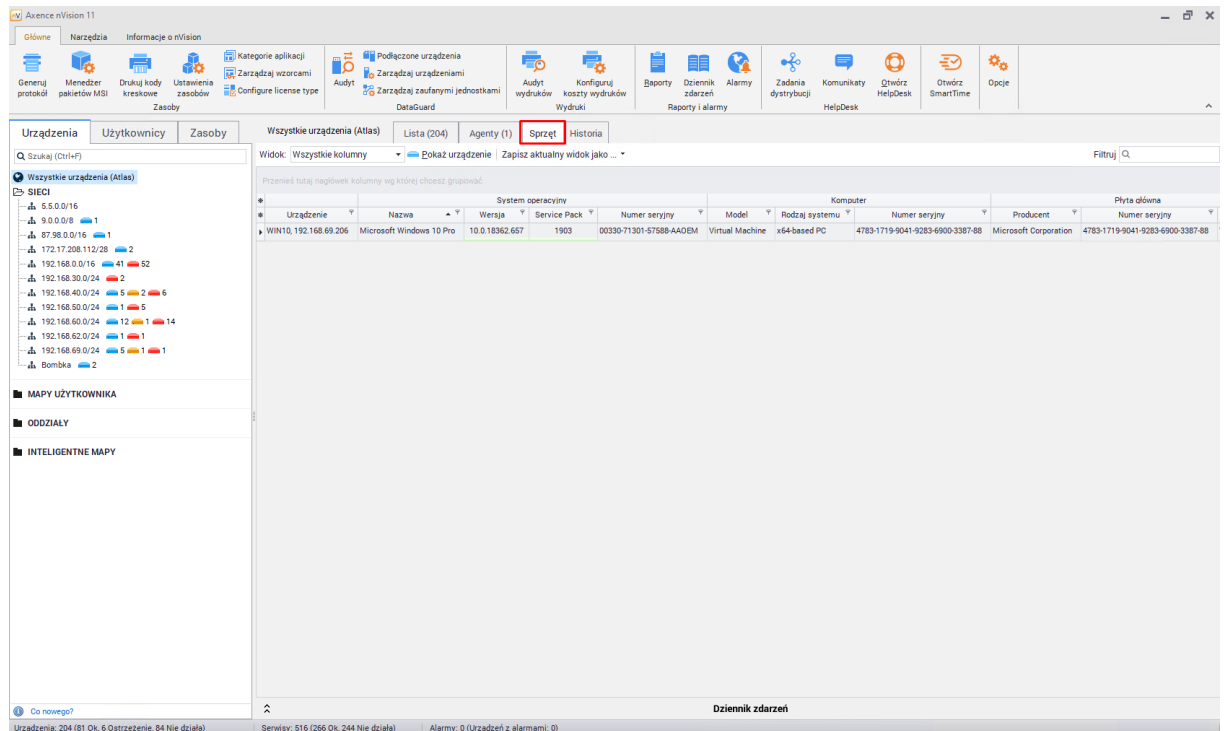 Axence nVision 11
Główne Narzędzia Informacje o nVision
Generuj protokół
Menedżer pakietów MSI
Drukuj kody kreskowe
Ustawienia zasobów
Kategorie aplikacji
Zarządzaj wzorcami
Configure license type
Zasoby
Audyt
Podłączone urządzenia
Zarządzaj urządzeniami
Zarządzaj zaufanymi jednostkami
DataGuard
Audyt wydruków
Konfiguruj koszty wydruków
Wydruki
Raporty
Dziennik zdarzeń
Alarmy
Raporty i alarmy
Zadania dystrybucji
Komunikaty
Otwórz HelpDesk
HelpDesk
Otwórz SmartTime
Opcje
Urządzenia Użytkownicy Zasoby
Szukaj (Ctrl+F)
Wszystkie urządzenia (Atlas)
SIECI
5.5.0.0/16
9.0.0.0/8 1
87.98.0.0/16 1
172.17.208.112/28 2
192.168.0.0/16 41 52
192.168.30.0/24 2
192.168.40.0/24 5 2 6
192.168.50.0/24 1 5
192.168.60.0/24 12 1 14
192.168.62.0/24 1 1
192.168.69.0/24 5 1 1
Bombka 2
MAPY UŻYTKOWNIKA
ODDZIAŁY
INTELIGENTNE MAPY
Co nowego?
Wszystkie urządzenia (Atlas) Lista (204) Agenty (1) Sprzęt Historia
Widok: Wszystkie kolumny Pokaż urządzenie Zapisz aktualny widok jako ... Filtruj
Przenieś tutaj nagłówek kolumny wg której chcesz grupować
System operacyjny Komputer Płyta główna
Urządzenie Nazwa Wersja Service Pack Numer seryjny Model Rodzaj systemu Numer seryjny Producent Numer seryjny
WIN10, 192.168.69.206 Microsoft Windows 10 Pro 10.0.18362.657 1903 00330-71301-57588-AAOEM Virtual Machine x64-based PC 4783-1719-9041-9283-6900-3387-88 Microsoft Corporation 4783-1719-9041-9283-6900-3387-88
Dziennik zdarzeń
Urządzenia: 204 (81 Ok, 6 Ostrzeżenie, 84 Nie działa) Serwisy: 516 (266 Ok, 244 Nie działa) Alarmy: 0 (Urządzeń z alarmami: 0)